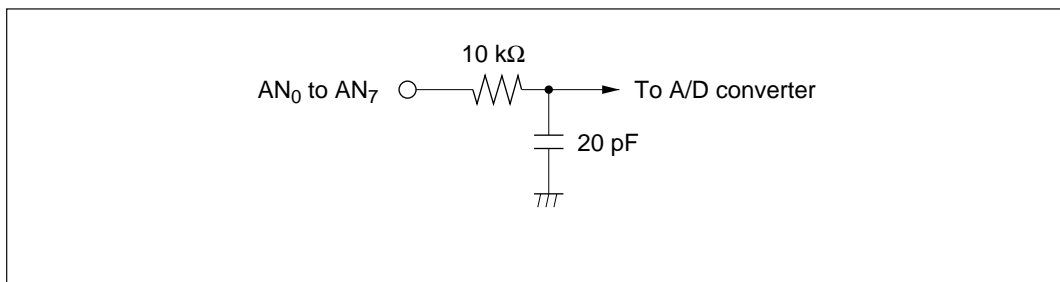 10 kΩ
AN₀ to AN₇
To A/D converter
20 pF